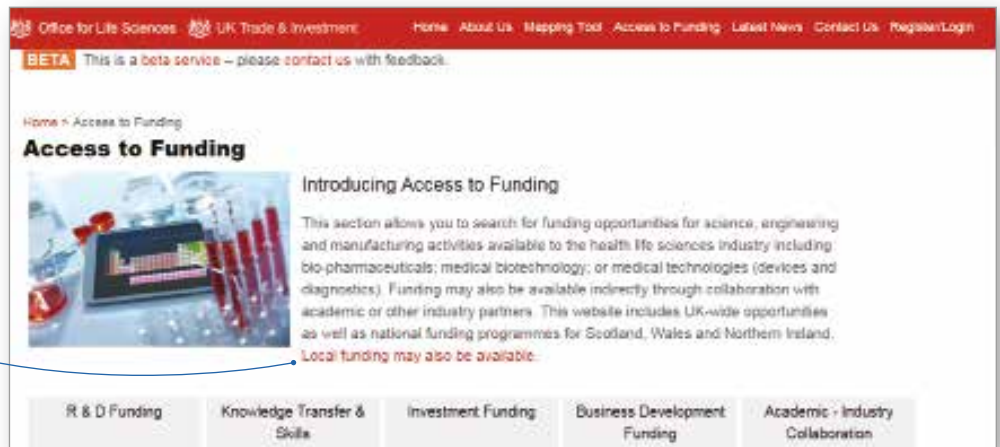 Office for Life Sciences UK Trade & Investment Home About Us Mapping Tool Access to Funding Latest News Contact Us Register/Login
BETA This is a beta service – please contact us with feedback.
Home > Access to Funding
Access to Funding
Introducing Access to Funding
This section allows you to search for funding opportunities for science, engineering
and manufacturing activities available to the health life sciences industry including:
bio-pharmaceuticals; medical biotechnology; or medical technologies (devices and
diagnostics). Funding may also be available indirectly through collaboration with
academic or other industry partners. This website includes UK-wide opportunities
as well as national funding programmes for Scotland, Wales and Northern Ireland.
Local funding may also be available.
R & D Funding
Knowledge Transfer &
Skills
Investment Funding
Business Development
Funding
Academic - Industry
Collaboration